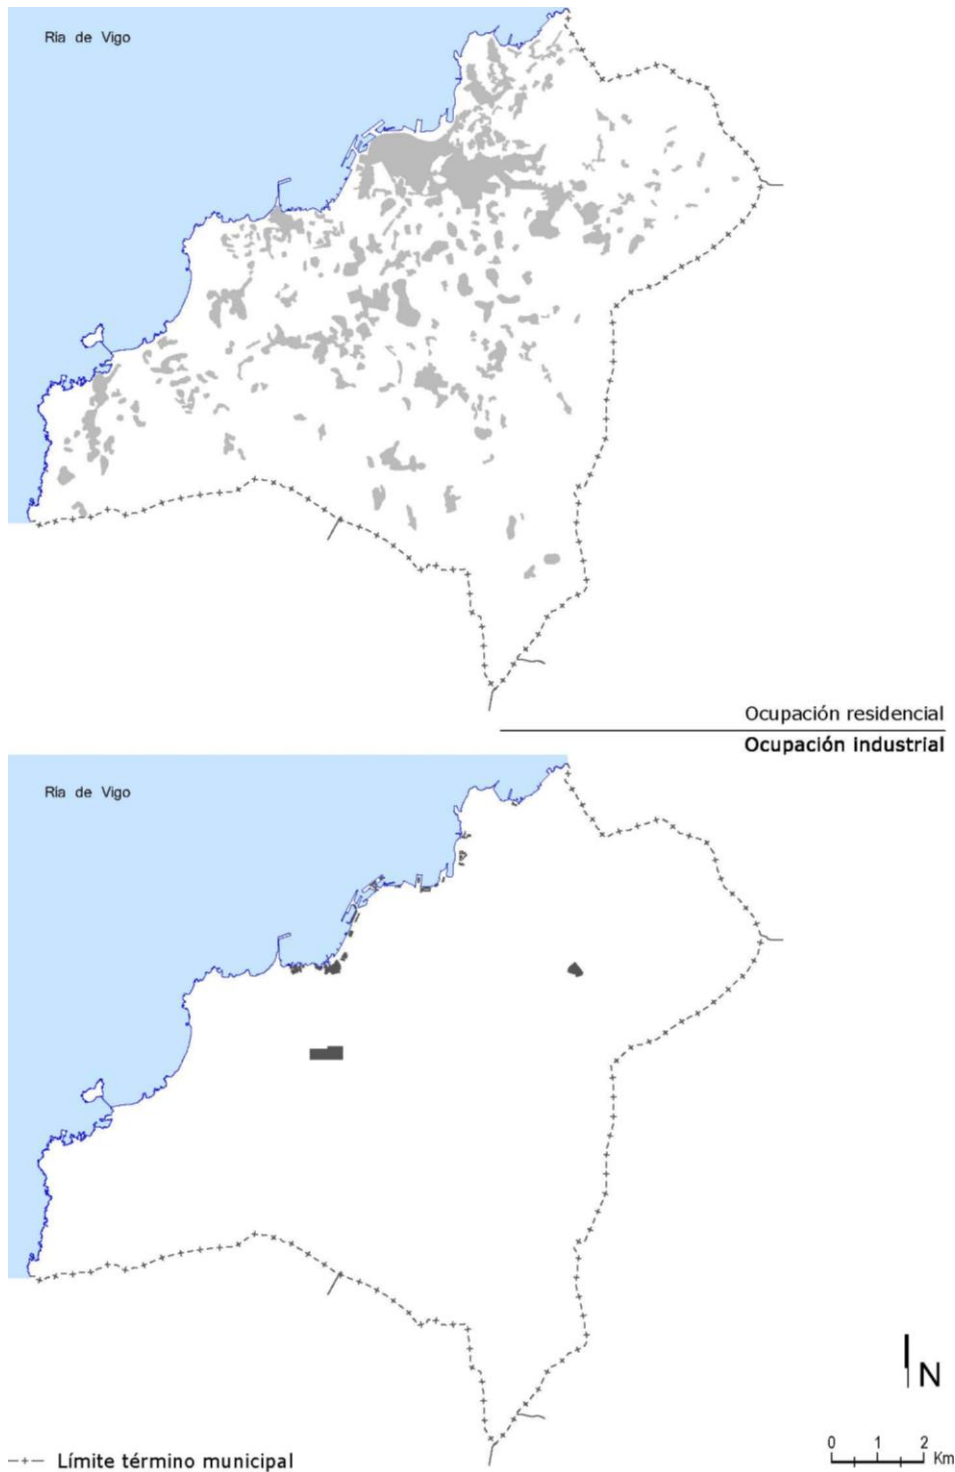 Ría de Vigo
Ocupación residencial
Ocupación industrial
Ría de Vigo
N
Límite término municipal
0 1 2
Km